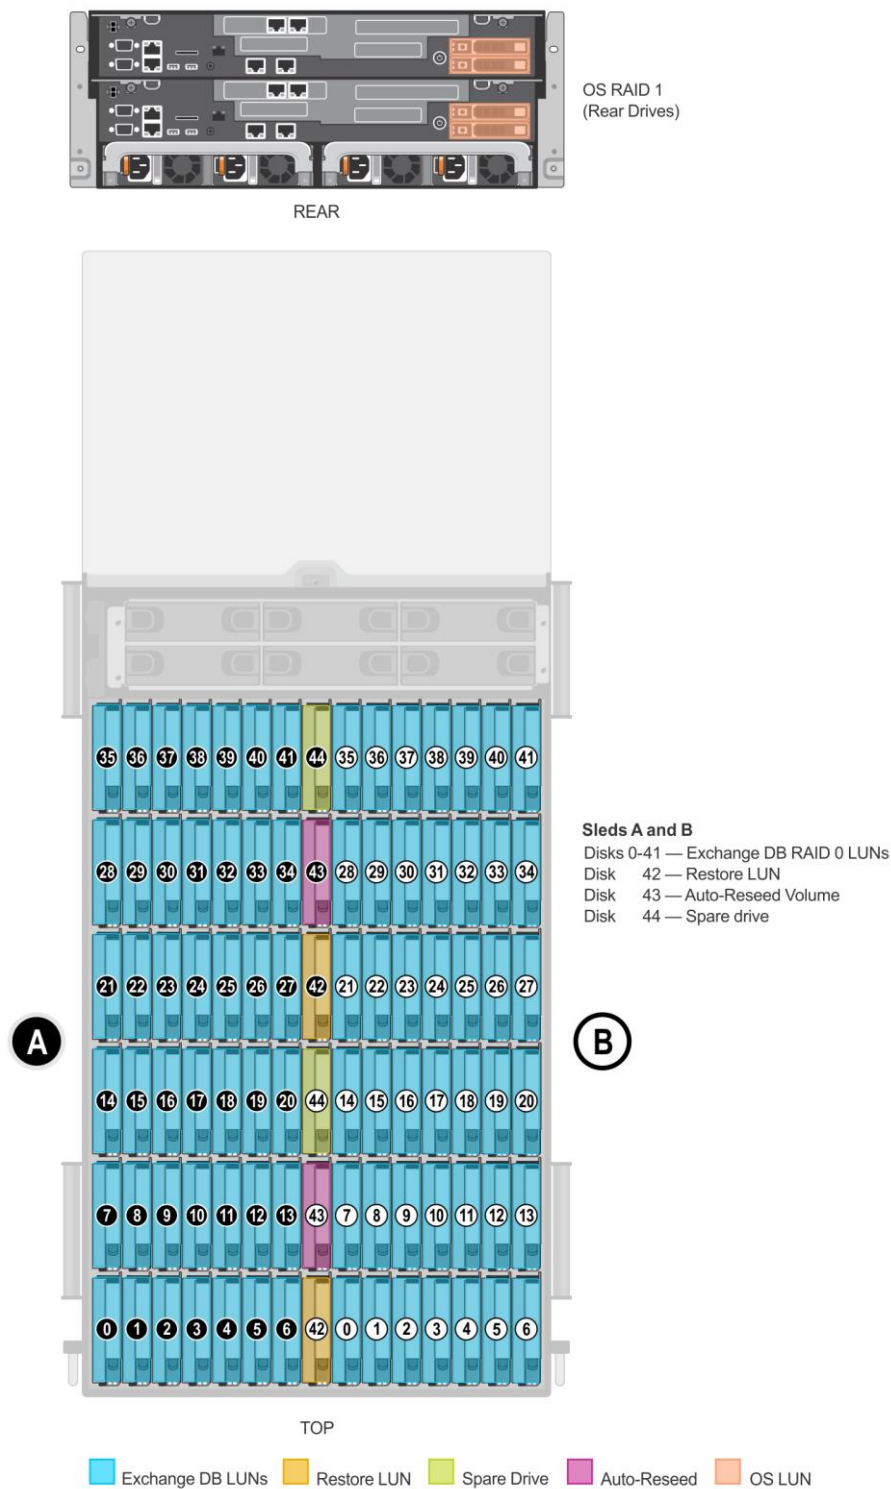 OS RAID 1
(Rear Drives)
REAR
35 36 37 38 39 40 41 44 35 36 37 38 39 40 41
28 29 30 31 32 33 34 43 28 29 30 31 32 33 34
Sleds A and B
Disks 0-41 — Exchange DB RAID 0 LUNs
Disk 42 — Restore LUN
Disk 43 — Auto-Reseed Volume
Disk 44 — Spare drive
21 22 23 24 25 26 27 42 21 22 23 24 25 26 27
A
B
14 15 16 17 18 19 20 44 14 15 16 17 18 19 20
7 8 9 10 11 12 13 43 7 8 9 10 11 12 13
0 1 2 3 4 5 6 42 0 1 2 3 4 5 6
TOP
Exchange DB LUNs Restore LUN Spare Drive Auto-Reseed OS LUN